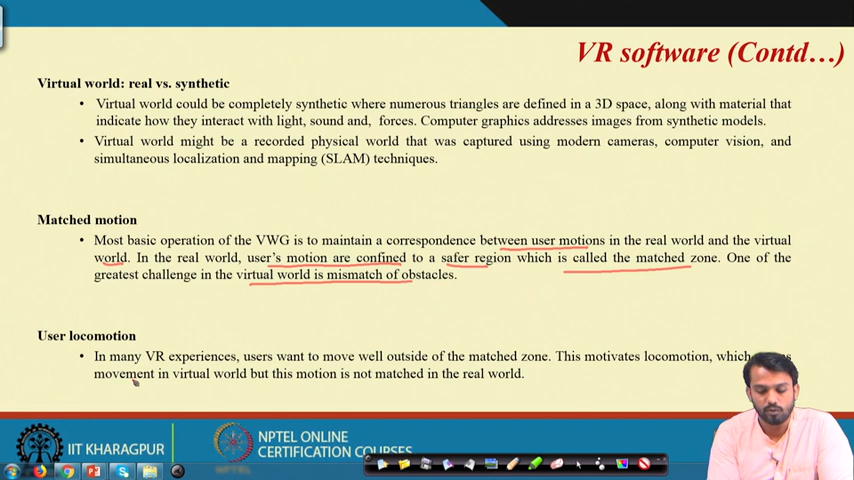 VR software (Contd…)
Virtual world: real vs. synthetic
• Virtual world could be completely synthetic where numerous triangles are defined in a 3D space, along with material that
indicate how they interact with light, sound and, forces. Computer graphics addresses images from synthetic models.
• Virtual world might be a recorded physical world that was captured using modern cameras, computer vision, and
simultaneous localization and mapping (SLAM) techniques.
Matched motion
• Most basic operation of the VWG is to maintain a correspondence between user motions in the real world and the virtual
world. In the real world, user's motion are confined to a safer region which is called the matched zone. One of the
greatest challenge in the virtual world is mismatch of obstacles.
User locomotion
• In many VR experiences, users want to move well outside of the matched zone. This motivates locomotion, which
movement in virtual world but this motion is not matched in the real world.
IIT KHARAGPUR
NPTEL ONLINE
CERTIFICATION COURSES
NPTEL